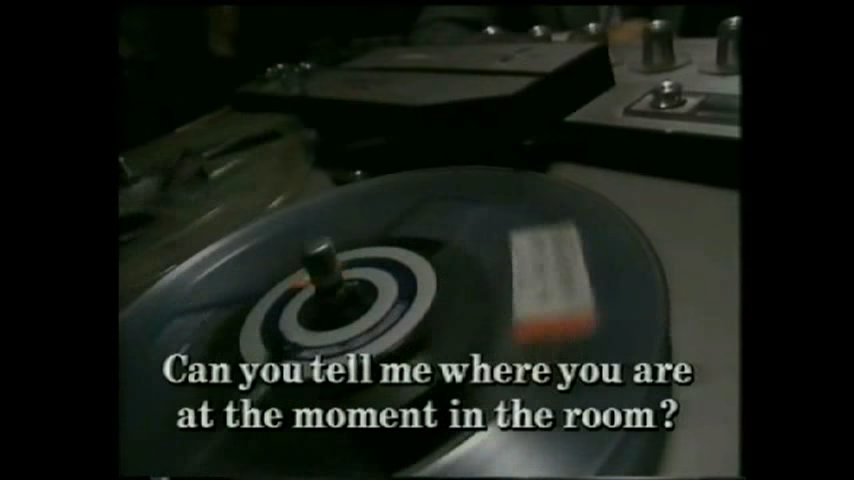 Can you tell me where you are
at the moment in the room?